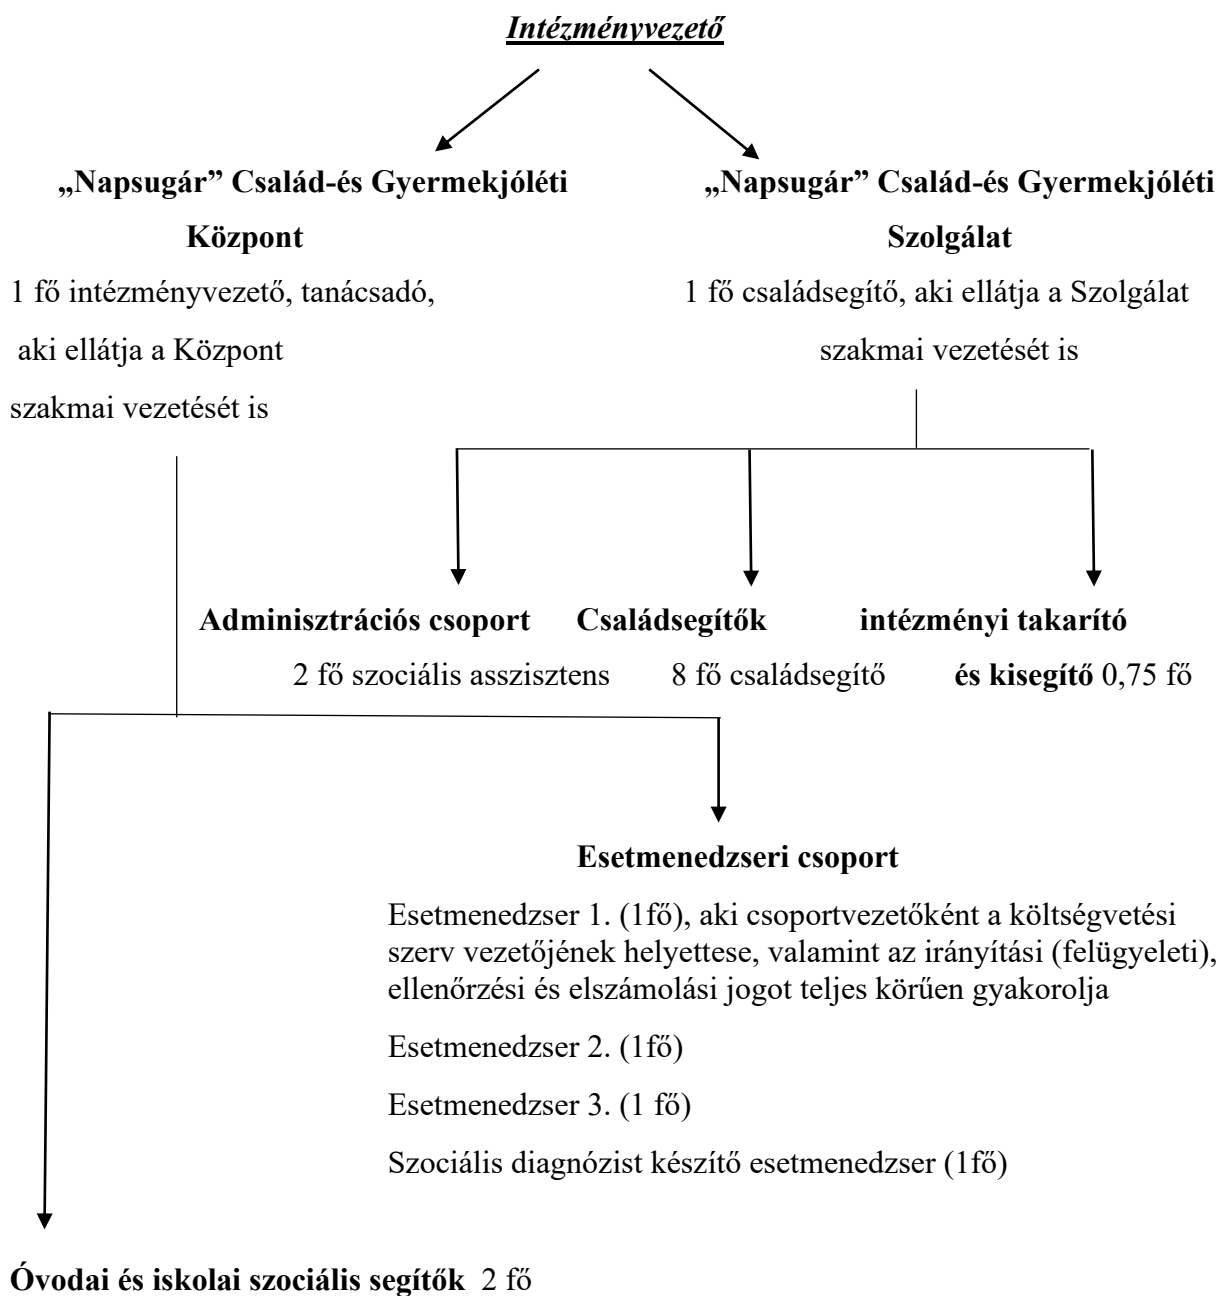 Intézményvezető
„Napsugár” Család-és Gyermekjóléti
Központ
1 fő intézményvezető, tanácsadó,
aki ellátja a Központ
szakmai vezetését is
„Napsugár” Család-és Gyermekjóléti
Szolgálat
1 fő családsegítő, aki ellátja a Szolgálat
szakmai vezetését is
Adminisztrációs csoport
2 fő szociális asszisztens
Családsegítők
8 fő családsegítő
intézményi takarító
és kisegítő 0,75 fő
Esetmenedzseri csoport
Esetmenedzser 1. (1fő), aki csoportvezetőként a költségvetési
szerv vezetőjének helyettese, valamint az irányítási (felügyeleti),
ellenőrzési és elszámolási jogot teljes körűen gyakorolja
Esetmenedzser 2. (1fő)
Esetmenedzser 3. (1 fő)
Szociális diagnózist készítő esetmenedzser (1fő)
Óvodai és iskolai szociális segítők 2 fő